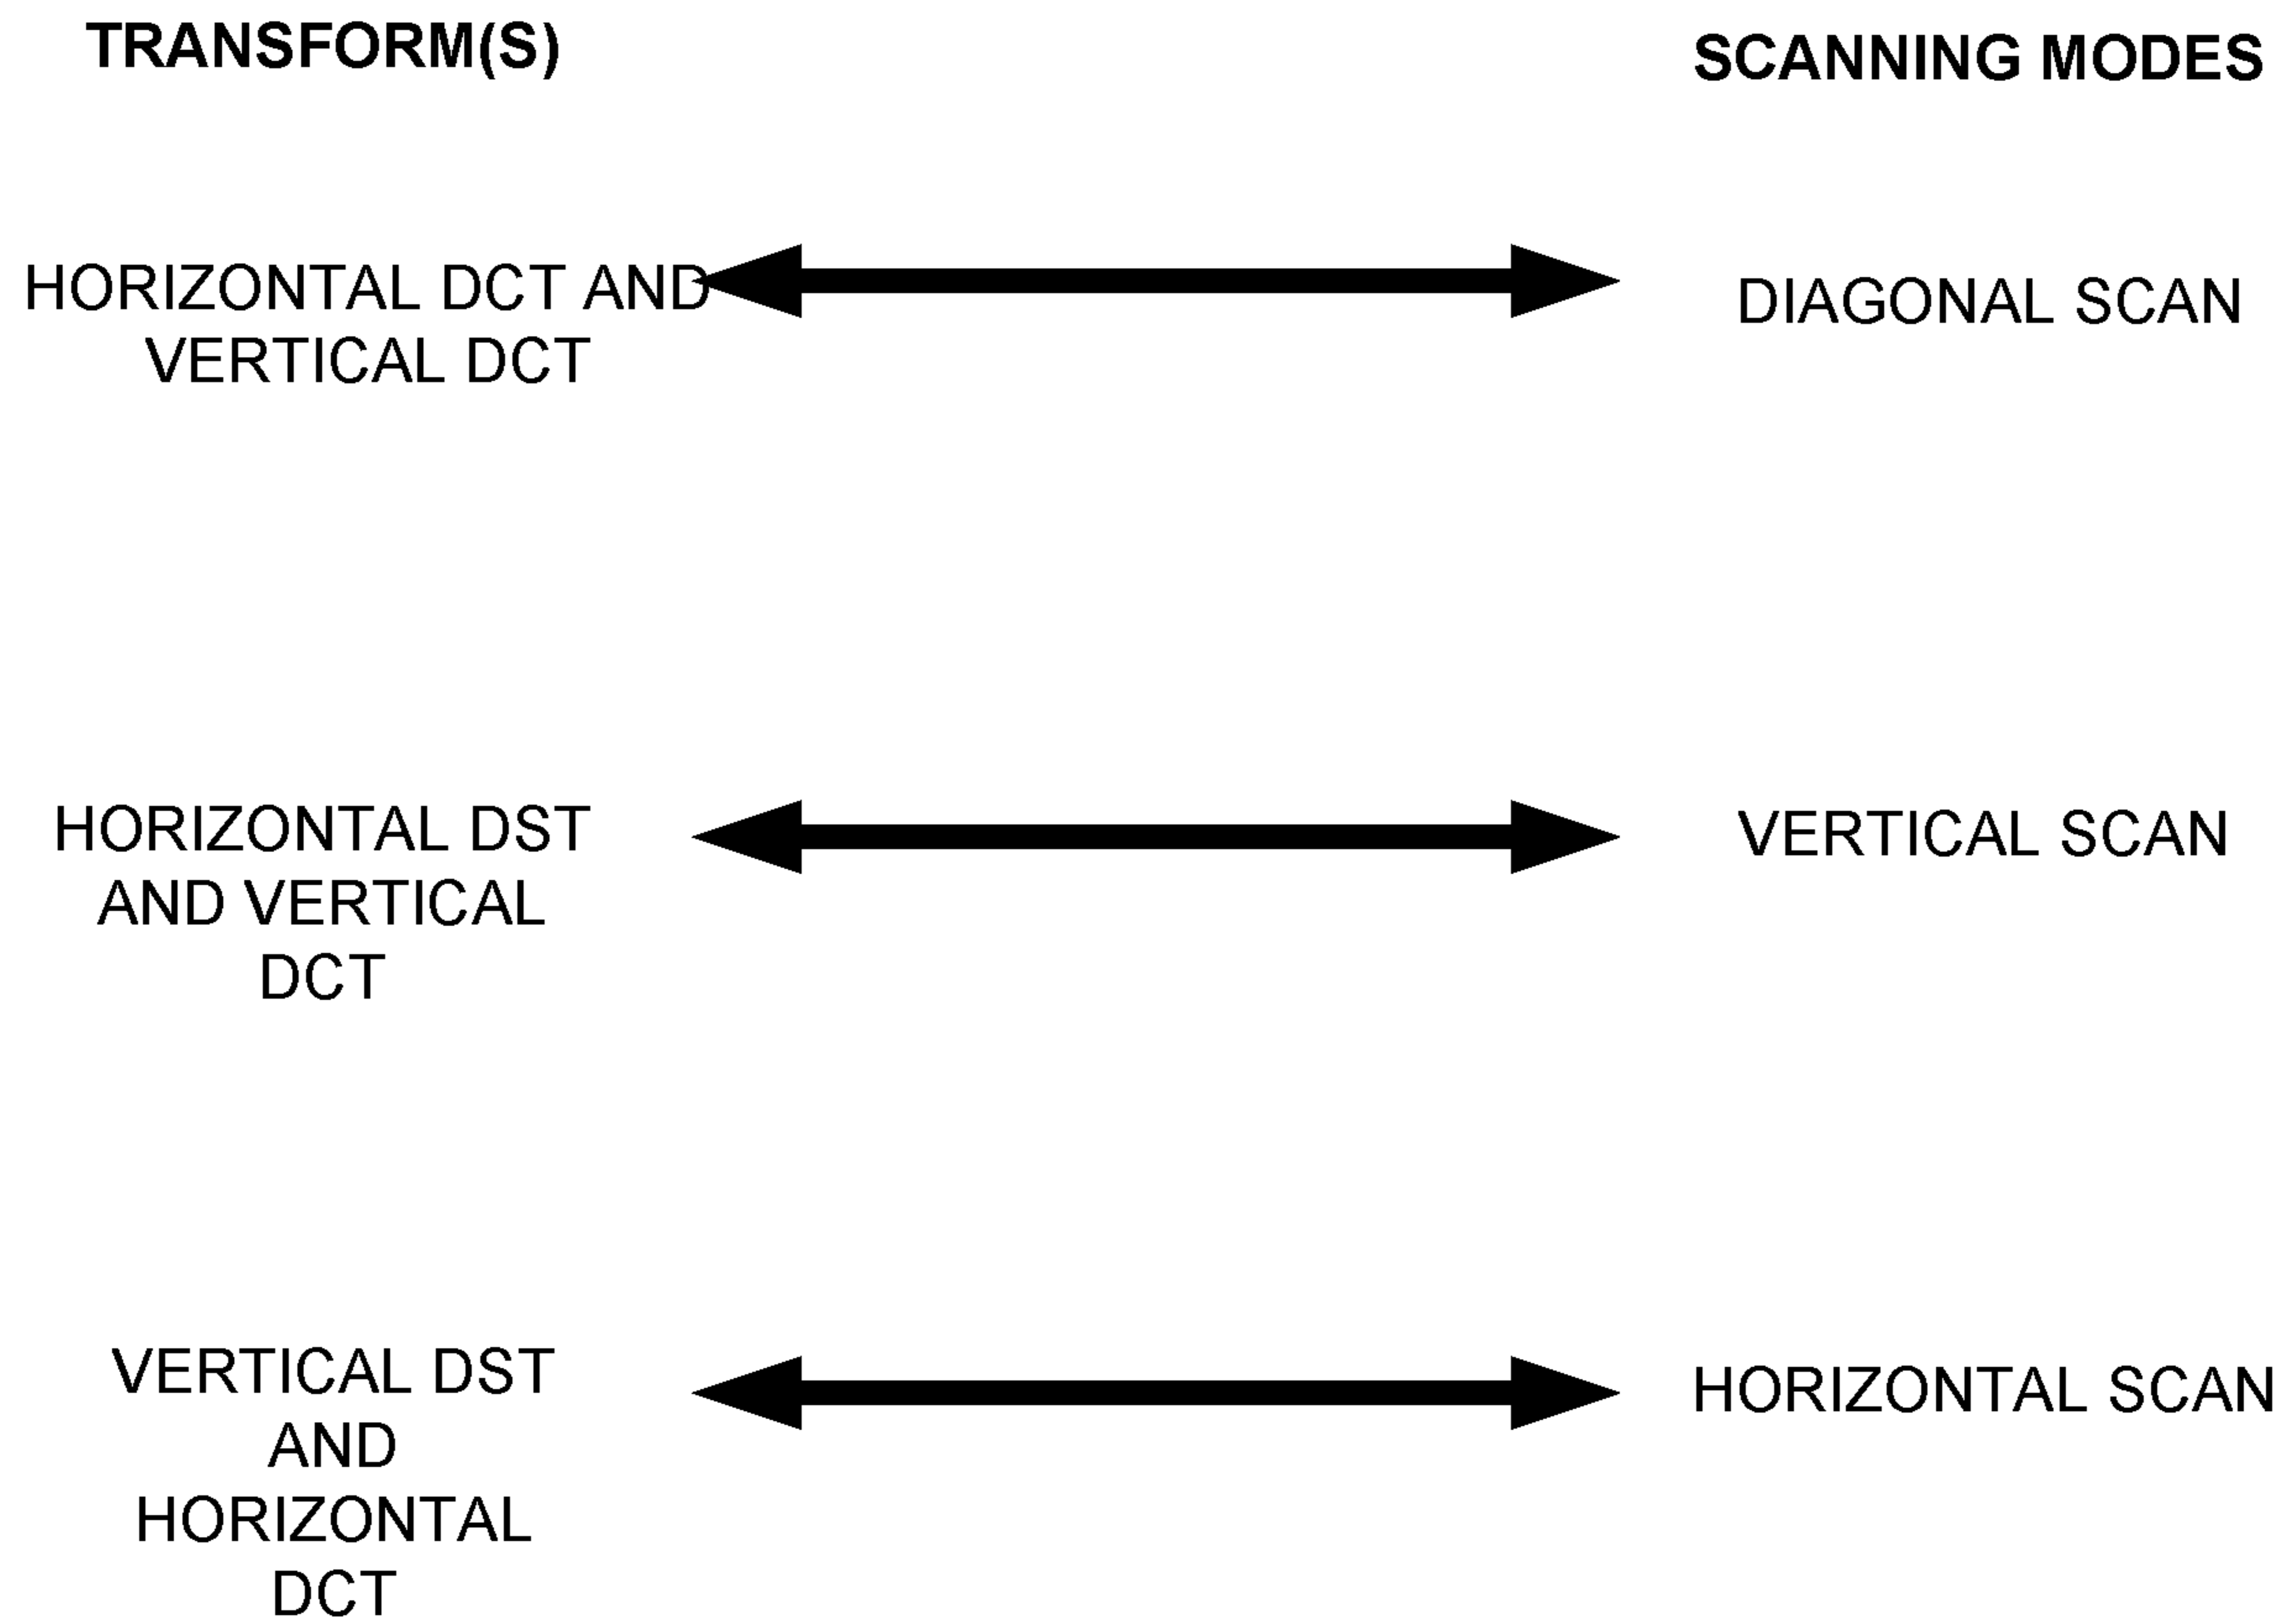 TRANSFORM(S)
SCANNING MODES
HORIZONTAL DCT AND
VERTICAL DCT
DIAGONAL SCAN
HORIZONTAL DST
AND VERTICAL
DCT
VERTICAL SCAN
VERTICAL DST
AND
HORIZONTAL
DCT
HORIZONTAL SCAN